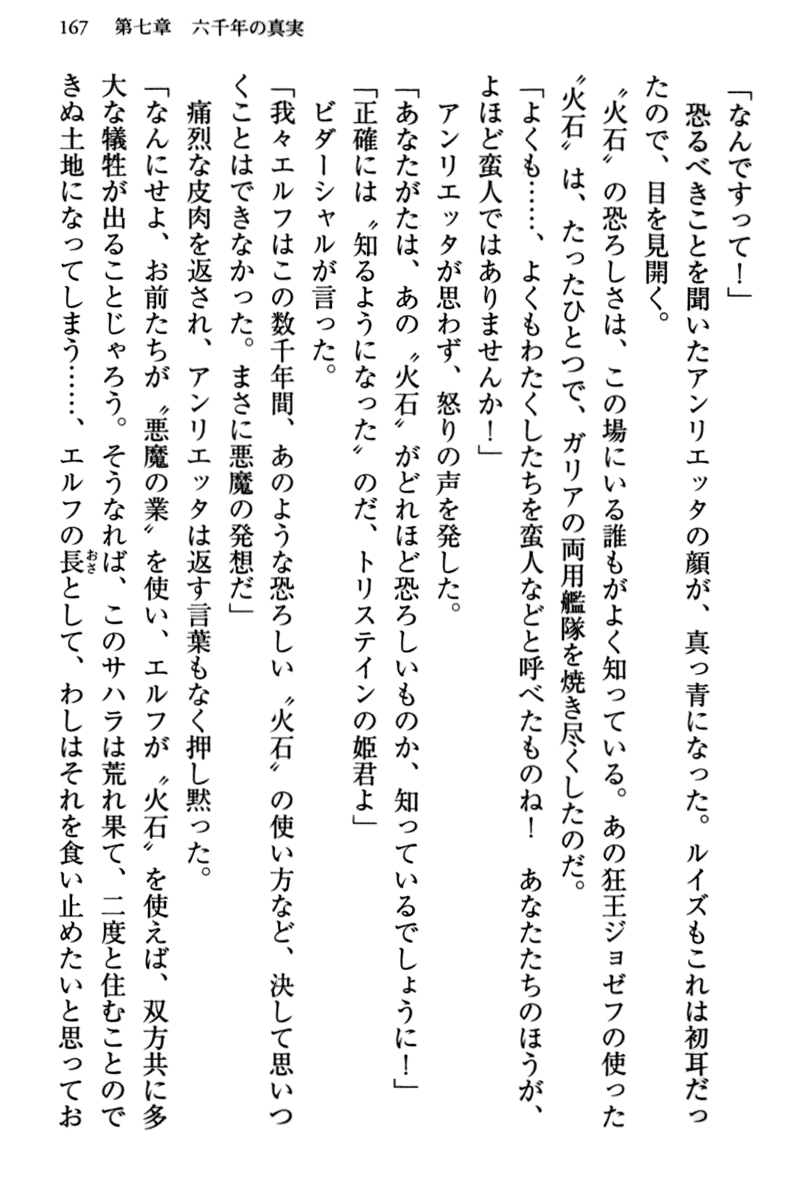 167　第七章　六千年の真実
「なんですって！」
　恐るべきことを聞いたアンリエッタの顔が、真っ青になった。ルイズもこれは初耳だっ
たので、目を見開く。
　〝火石〟の恐ろしさは、この場にいる誰もがよく知っている。あの狂王ジョゼフの使った
〝火石〟は、たったひとつで、ガリアの両用艦隊を焼き尽くしたのだ。
「よくも……、よくもわたくしたちを蛮人などと呼べたものね！　あなたたちのほうが、
よほど蛮人ではありませんか！」
　アンリエッタが思わず、怒りの声を発した。
「あなたがたは、あの〝火石〟がどれほど恐ろしいものか、知っているでしょうに！」
「正確には〝知るようになった〟のだ、トリステインの姫君よ」
　ビダーシャルが言った。
「我々エルフはこの数千年間、あのような恐ろしい〝火石〟の使い方など、決して思いつ
くことはできなかった。まさに悪魔の発想だ」
　痛烈な皮肉を返され、アンリエッタは返す言葉もなく押し黙った。
「なんにせよ、お前たちが〝悪魔の業〟を使い、エルフが〝火石〟を使えば、双方共に多
大な犠牲が出ることじゃろう。そうなれば、このサハラは荒れ果て、二度と住むことので
きぬ土地になってしまう……、エルフの長おさとして、わしはそれを食い止めたいと思ってお